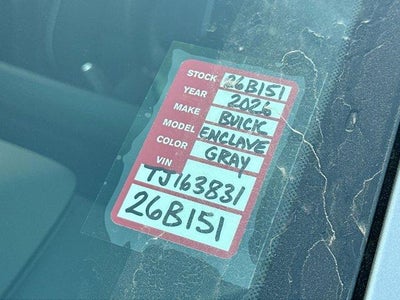 STOCK 26B151
YEAR 2026
MAKE BUICK
MODEL ENCLAVE
COLOR GRAY
VIN
TJ163831
26B151